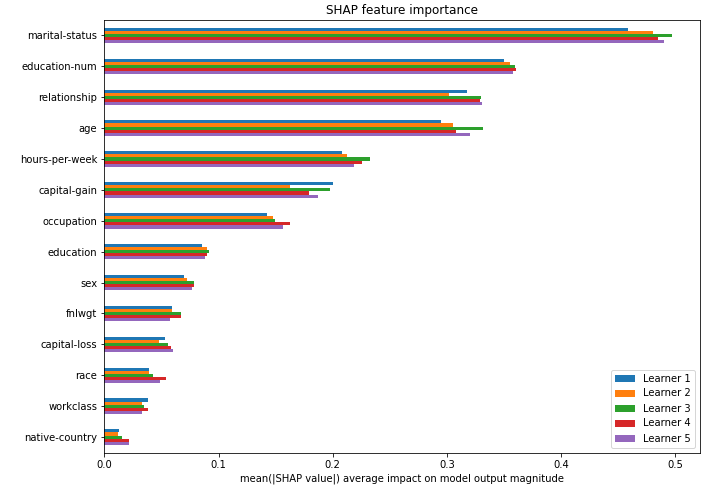 SHAP feature importance
marital-status
education-num
relationship
age
hours-per-week
capital-gain
occupation
education
sex
fnlwgt
capital-loss
race
workclass
native-country
Learner 1
Learner 2
Learner 3
Learner 4
Learner 5
0.0 0.1 0.2 0.3 0.4 0.5
mean(|SHAP value|) average impact on model output magnitude